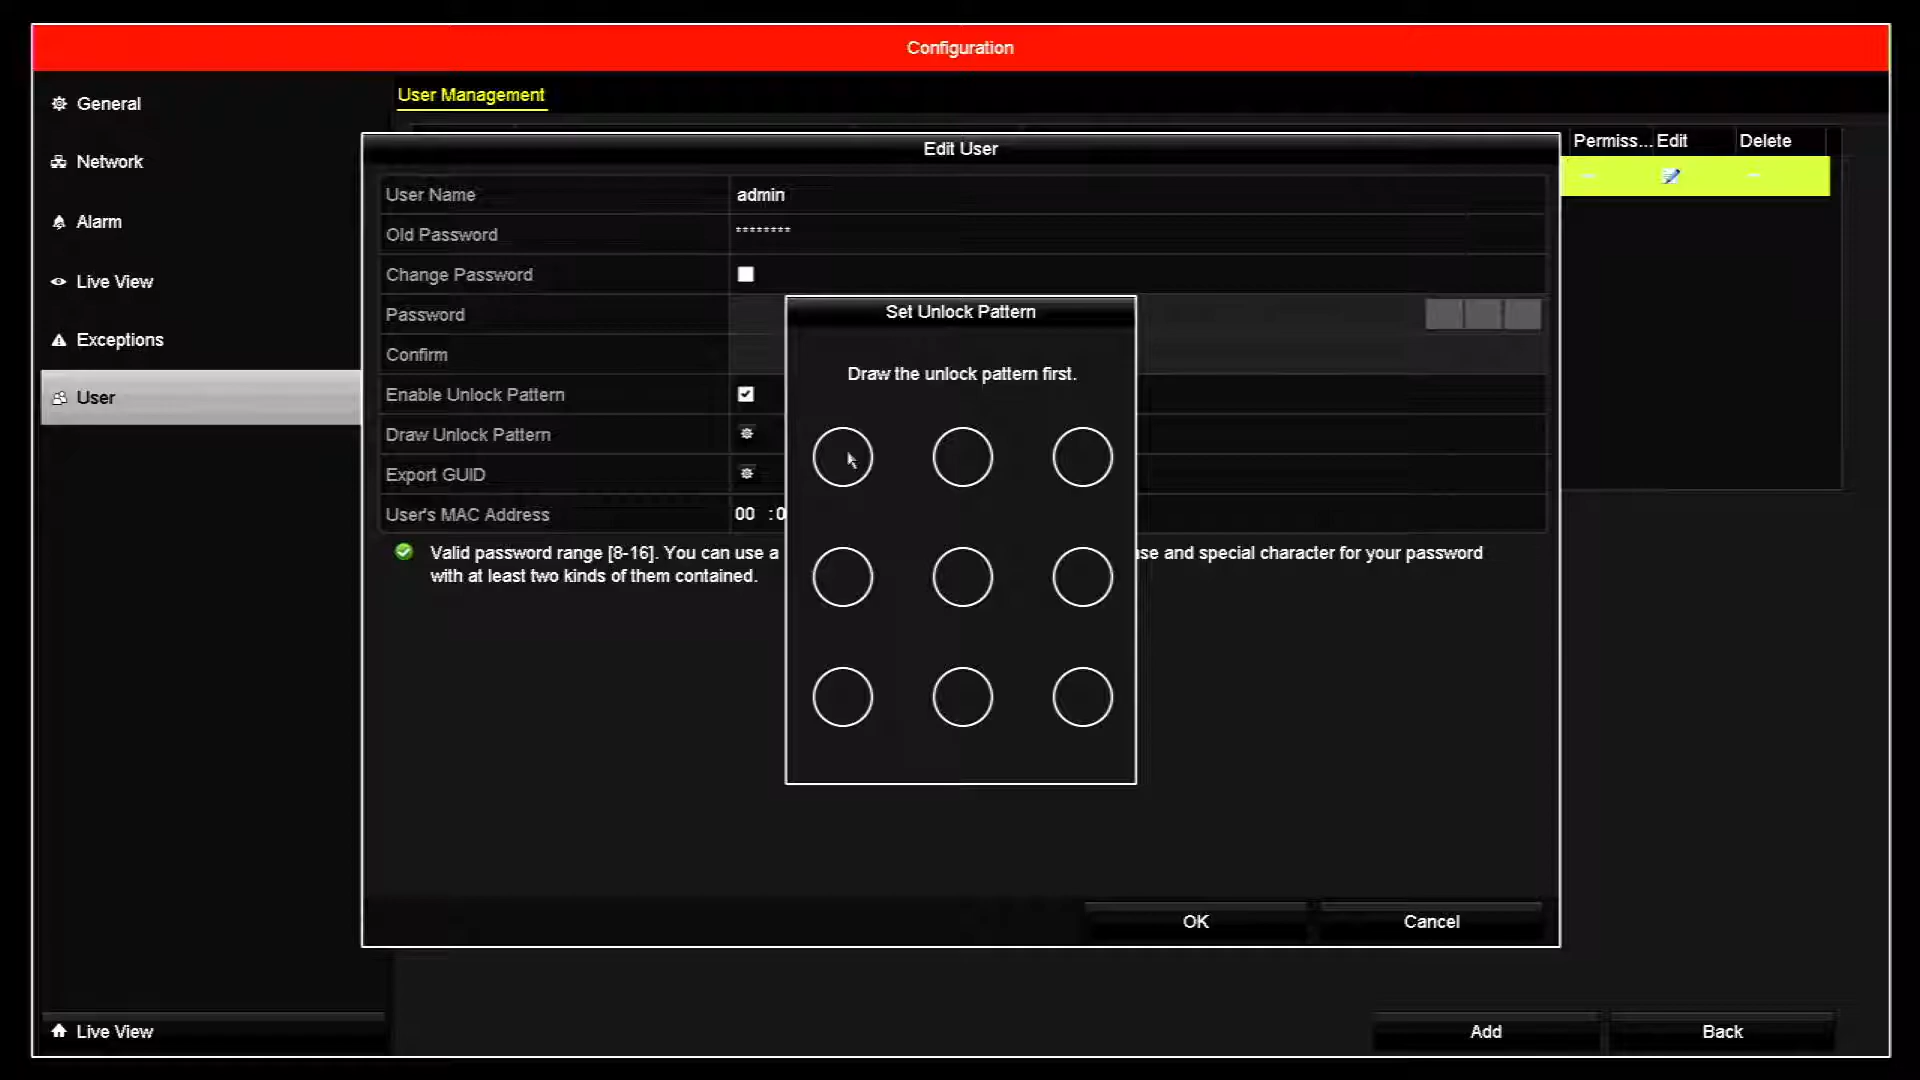 Configuration
General
Network
Alarm
Live View
Exceptions
User
Live View
User Management
Permiss... Edit Delete
Edit User
User Name admin
Old Password ********
Change Password
Password
Confirm
Enable Unlock Pattern
Draw Unlock Pattern
Export GUID
User's MAC Address 00 :0
Valid password range [8-16]. You can use a
se and special character for your password
with at least two kinds of them contained.
Set Unlock Pattern
Draw the unlock pattern first.
OK Cancel
Add Back